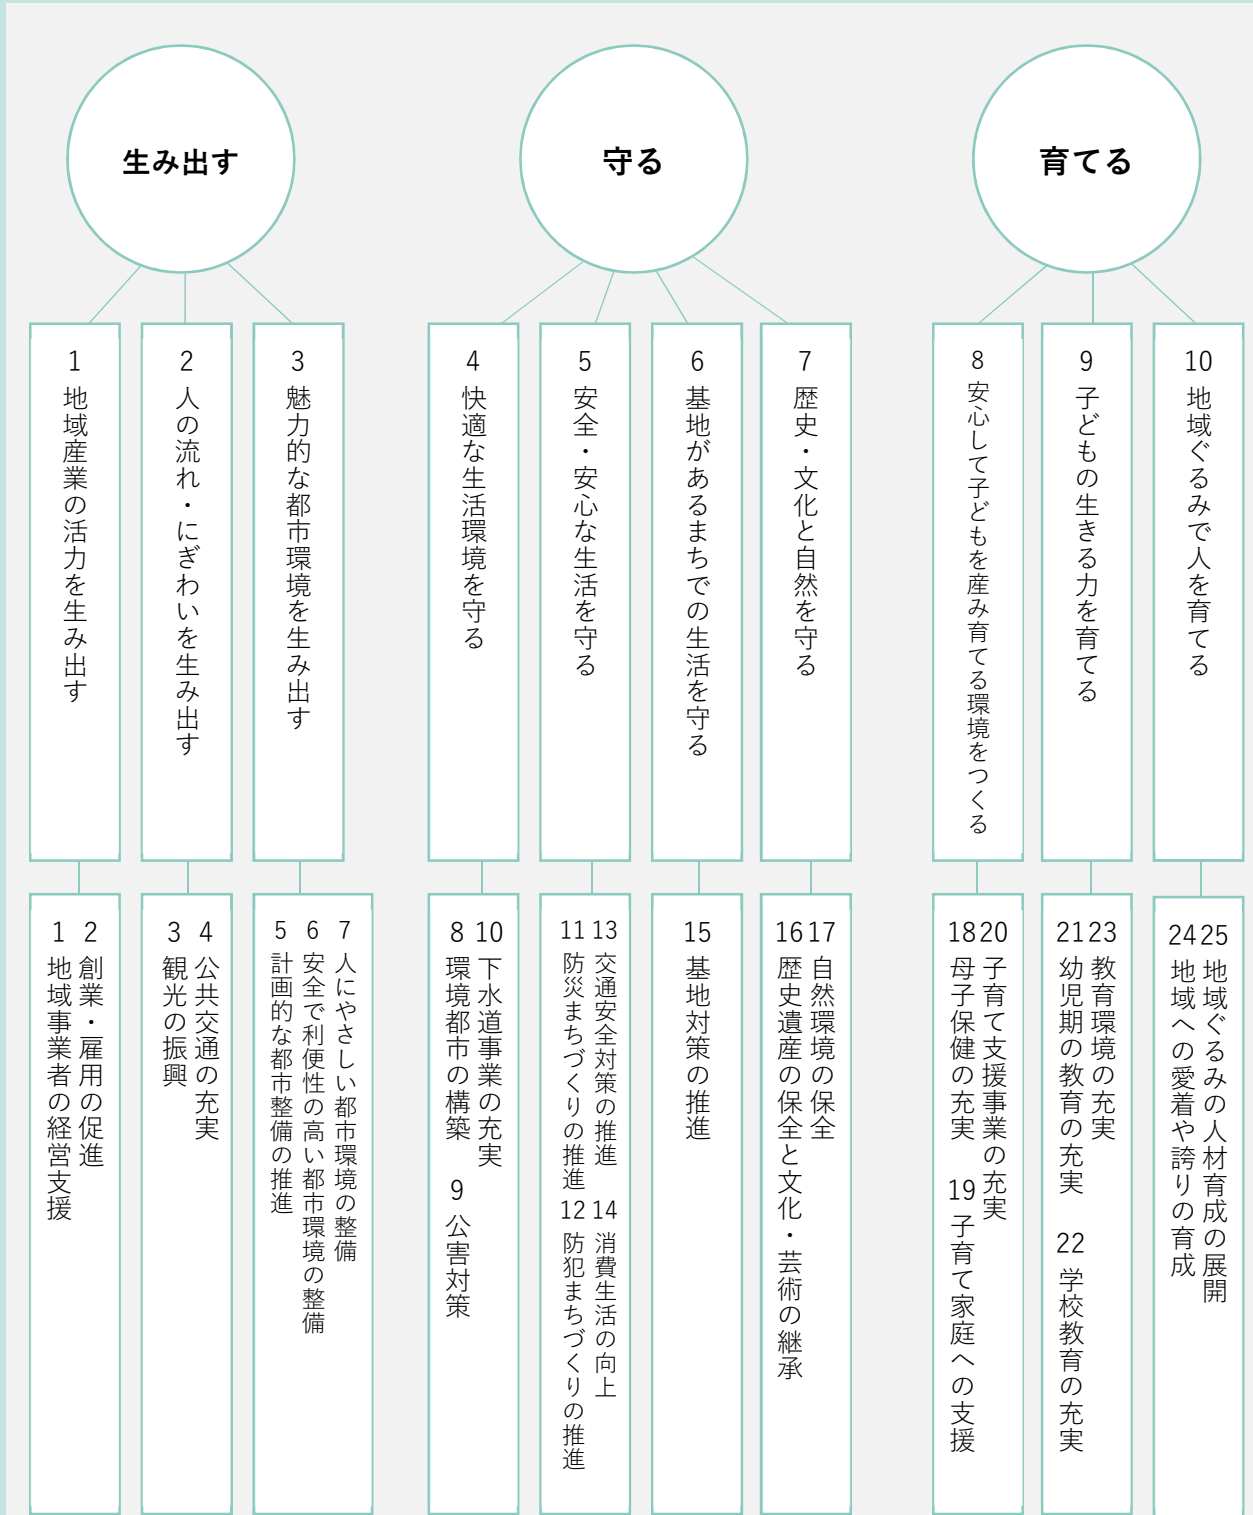 生み出す
守る
育てる
1 地域産業の活力を生み出す
2 人の流れ・にぎわいを生み出す
3 魅力的な都市環境を生み出す
4 快適な生活環境を守る
5 安全・安心な生活を守る
6 基地があるまちでの生活を守る
7 歴史・文化と自然を守る
8 安心して子どもを産み育てる環境をつくる
9 子どもの生きる力を育てる
10 地域ぐるみで人を育てる
1 地域事業者の経営支援
2 創業・雇用の促進
3 観光の振興
4 公共交通の充実
5 計画的な都市整備の推進
6 安全で利便性の高い都市環境の整備
7 人にやさしい都市環境の整備
8 環境都市の構築
9 公害対策
10 下水道事業の充実
11 防災まちづくりの推進
12 防犯まちづくりの推進
13 交通安全対策の推進
14 消費生活の向上
15 基地対策の推進
16 歴史遺産の保全と文化・芸術の継承
17 自然環境の保全
18 母子保健の充実
19 子育て家庭への支援
20 子育て支援事業の充実
21 幼児期の教育の充実
22 学校教育の充実
23 教育環境の充実
24 地域への愛着や誇りの育成
25 地域ぐるみの人材育成の展開